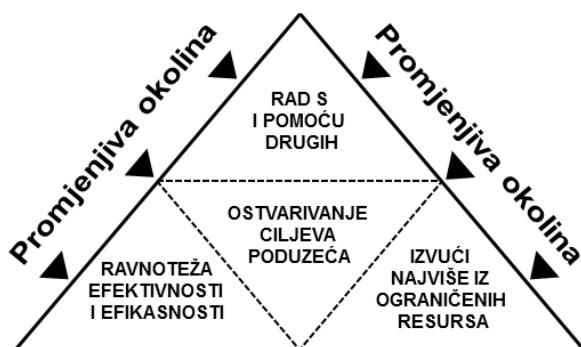 Promjenjiva okolina
Promjenjiva okolina
RAD S
I POMOĆU
DRUGIH
OSTVARIVANJE
CILJEVA
PODUZEĆA
RAVNOTEŽA
EFEKTIVNOSTI
I EFIKASNOSTI
IZVUĆI
NAJVIŠE IZ
OGRANIČENIH
RESURSA